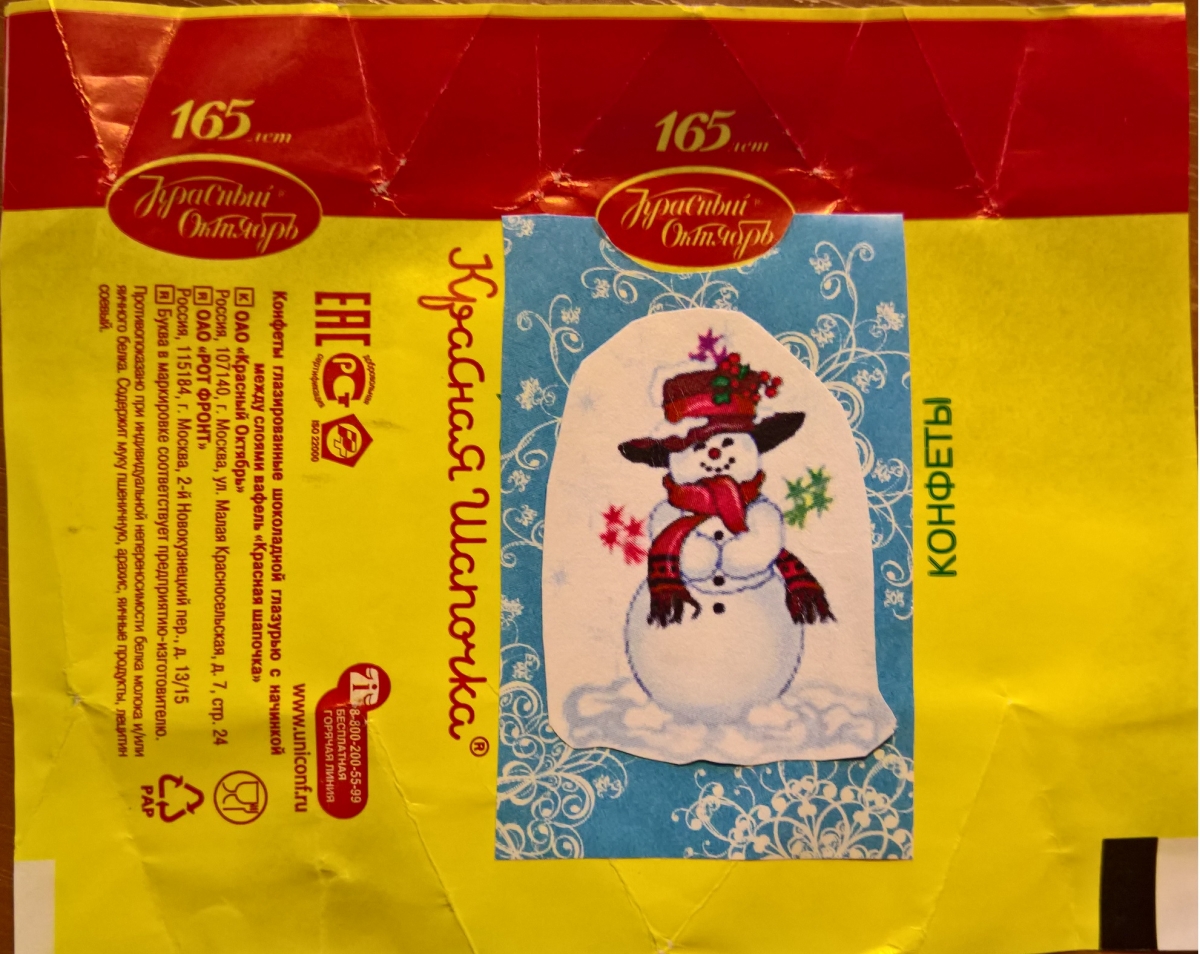 165 лет
Красный
Октябрь
165 лет
Красный
Октябрь
КОНФЕТЫ
Красная Шапочка®
ЕАС
РСТ
добровольная
сертификация
ISO 22000
8-800-200-55-99
БЕСПЛАТНАЯ
ГОРЯЧАЯ ЛИНИЯ
www.uniconf.ru
Конфеты глазированные шоколадной глазурью с начинкой
между слоями вафель «Красная шапочка»
К ОАО «Красный Октябрь»
Россия, 107140, г. Москва, ул. Малая Красносельская, д. 7, стр. 24
Я ОАО «РОТ ФРОНТ»
Россия, 115184, г. Москва, 2-й Новокузнецкий пер., д. 13/15
Я Буква в маркировке соответствует предприятию-изготовителю.
Противопоказано при индивидуальной непереносимости белка молока и/или
яичного белка. Содержит муку пшеничную, арахис, яичные продукты, лецитин
соевый.
PAP